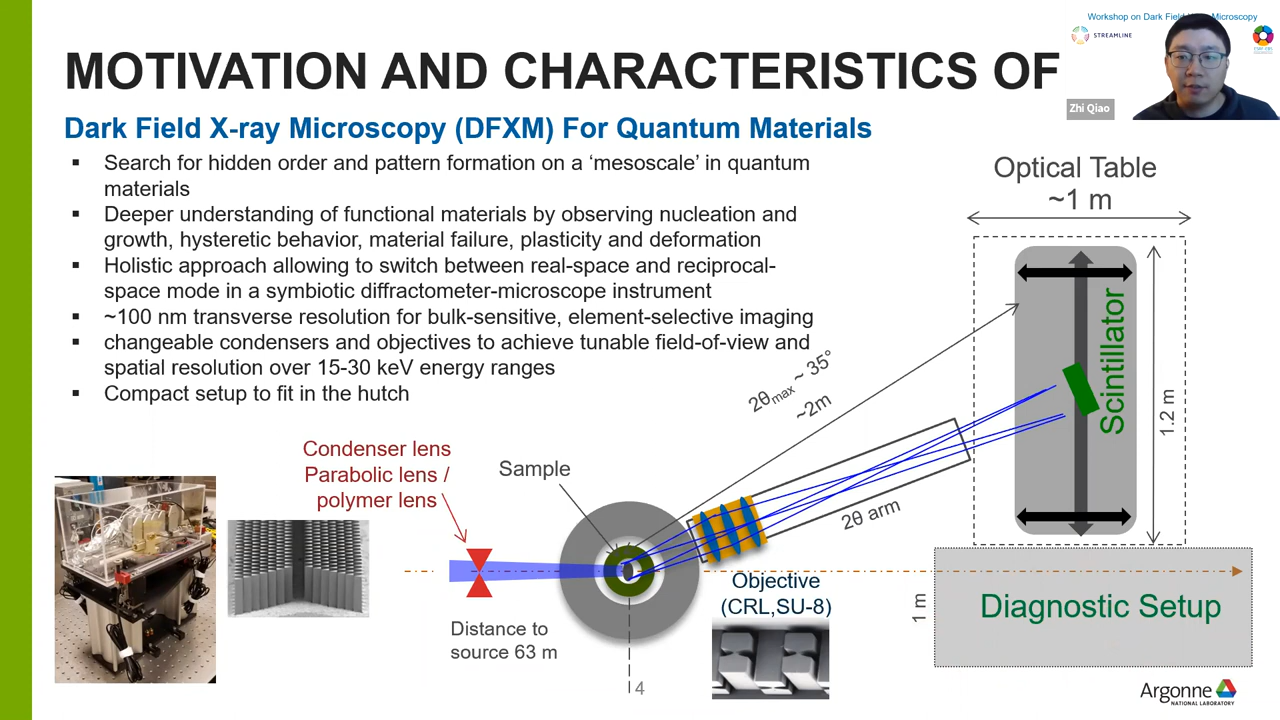 Workshop on Dark Field X-ray Microscopy
STREAMLINE
MOTIVATION AND CHARACTERISTICS OF
Zhi Qiao
Dark Field X-ray Microscopy (DFXM) For Quantum Materials
▪ Search for hidden order and pattern formation on a ‘mesoscale’ in quantum
materials
▪ Deeper understanding of functional materials by observing nucleation and
growth, hysteretic behavior, material failure, plasticity and deformation
▪ Holistic approach allowing to switch between real-space and reciprocal-
space mode in a symbiotic diffractometer-microscope instrument
▪ ~100 nm transverse resolution for bulk-sensitive, element-selective imaging
▪ changeable condensers and objectives to achieve tunable field-of-view and
spatial resolution over 15-30 keV energy ranges
▪ Compact setup to fit in the hutch
Optical Table
~1 m
Scintillator
1.2 m
2θmax ~ 35°
~2m
Condenser lens
Parabolic lens /
polymer lens
Sample
2θ arm
Objective
(CRL,SU-8)
1 m
Diagnostic Setup
Distance to
source 63 m
4
Argonne
NATIONAL LABORATORY